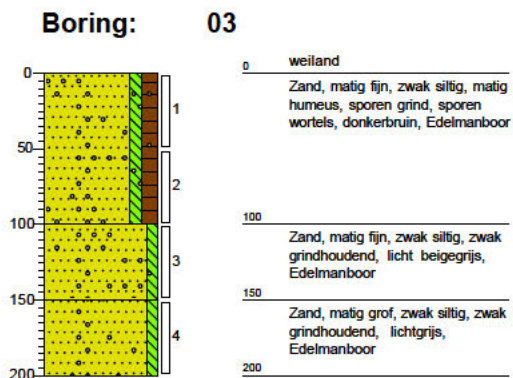 Boring: 03
0
50
100
150
200
1
2
3
4
0 weiland
Zand, matig fijn, zwak siltig, matig
humeus, sporen grind, sporen
wortels, donkerbruin, Edelmanboor
100
Zand, matig fijn, zwak siltig, zwak
grindhoudend, licht beigegrijs,
Edelmanboor
150
Zand, matig grof, zwak siltig, zwak
grindhoudend, lichtgrijs,
Edelmanboor
200